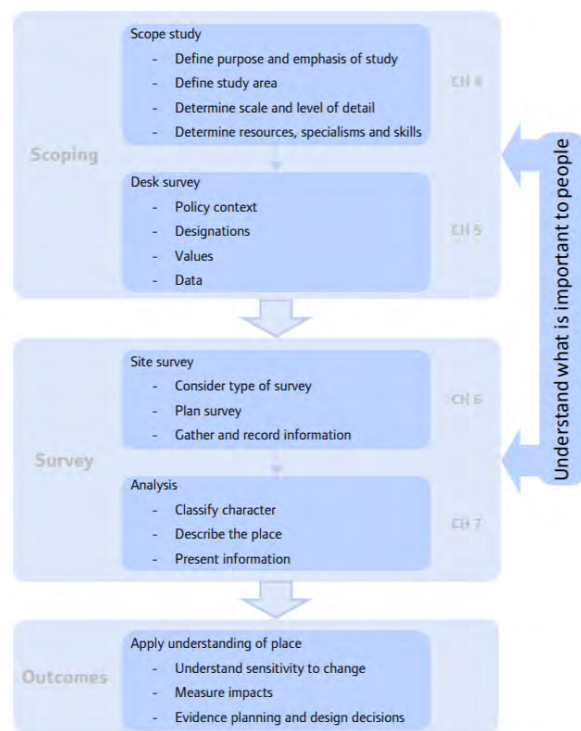 Scope study
- Define purpose and emphasis of study
- Define study area
- Determine scale and level of detail
- Determine resources, specialisms and skills
CH 4
Scoping
Desk survey
- Policy context
- Designations
- Values
- Data
CH 5
Understand what is important to people
Site survey
- Consider type of survey
- Plan survey
- Gather and record information
CH 6
Survey
Analysis
- Classify character
- Describe the place
- Present information
CH 7
Apply understanding of place
- Understand sensitivity to change
- Measure impacts
- Evidence planning and design decisions
Outcomes